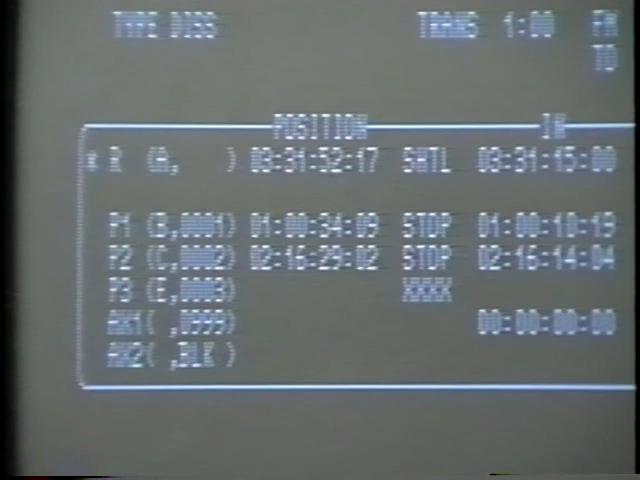 TYPE DISS TRANS 1:00 FM
TO
POSITION IN
* R (A, ) 03:31:52:17 SHTL 03:31:15:00
P1 (B,0001) 01:00:34:09 STOP 01:00:10:19
P2 (C,0002) 02:16:29:02 STOP 02:16:14:04
P3 (E,0003) XXXX
AX1( ,0999) 00:00:00:00
AX2( ,BLK )